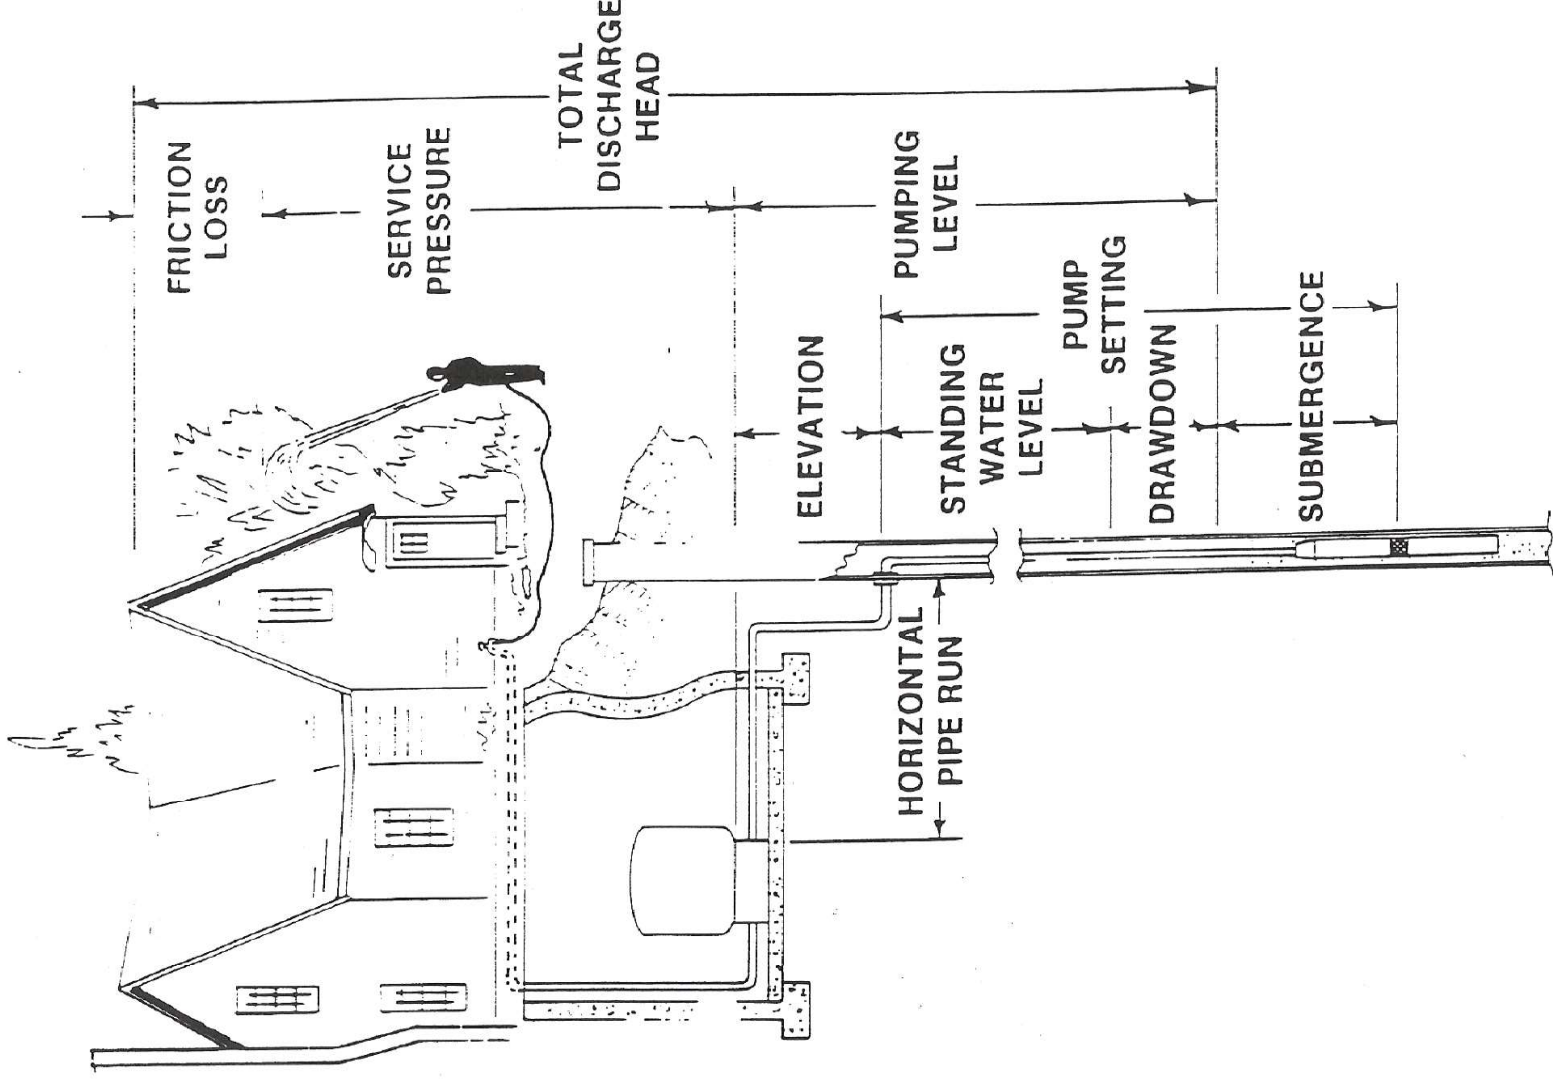 FRICTION
LOSS
SERVICE
PRESSURE
TOTAL
DISCHARGE
HEAD
PUMPING
LEVEL
ELEVATION
STANDING
WATER
LEVEL
PUMP
SETTING
DRAWDOWN
SUBMERGENCE
HORIZONTAL
PIPE RUN